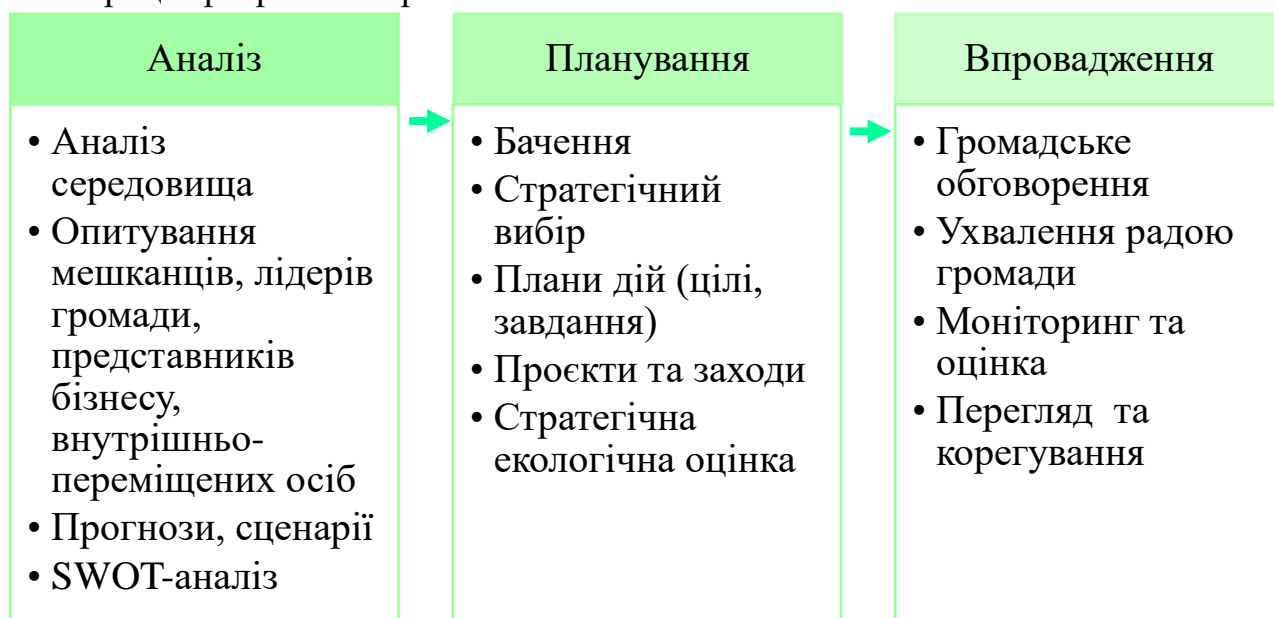 Аналіз
• Аналіз
середовища
• Опитування
мешканців, лідерів
громади,
представників
бізнесу,
внутрішньо-
переміщених осіб
• Прогнози, сценарії
• SWOT-аналіз
Планування
• Бачення
• Стратегічний
вибір
• Плани дій (цілі,
завдання)
• Проєкти та заходи
• Стратегічна
екологічна оцінка
Впровадження
• Громадське
обговорення
• Ухвалення радою
громади
• Моніторинг та
оцінка
• Перегляд та
корегування